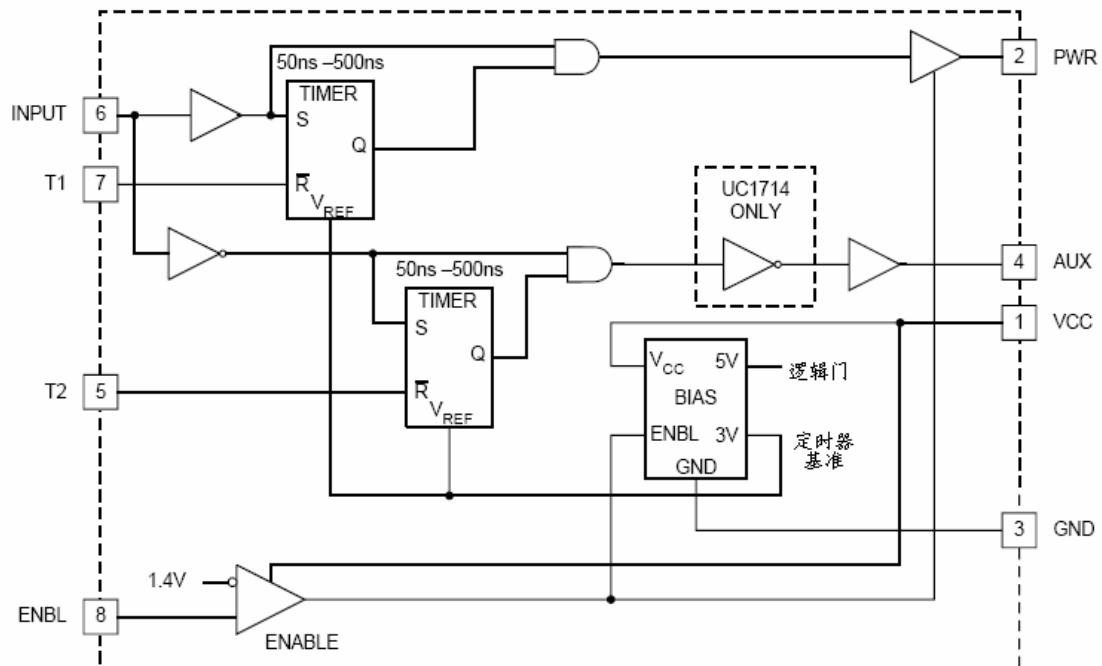 50ns –500ns
TIMER
S
Q
R
VREF
INPUT 6
T1 7
2 PWR
UC1714
ONLY
50ns –500ns
TIMER
S
Q
R
VREF
4 AUX
1 VCC
T2 5
VCC 5V
BIAS
ENBL 3V
GND
逻辑门
定时器
基准
3 GND
1.4V
ENBL 8
ENABLE